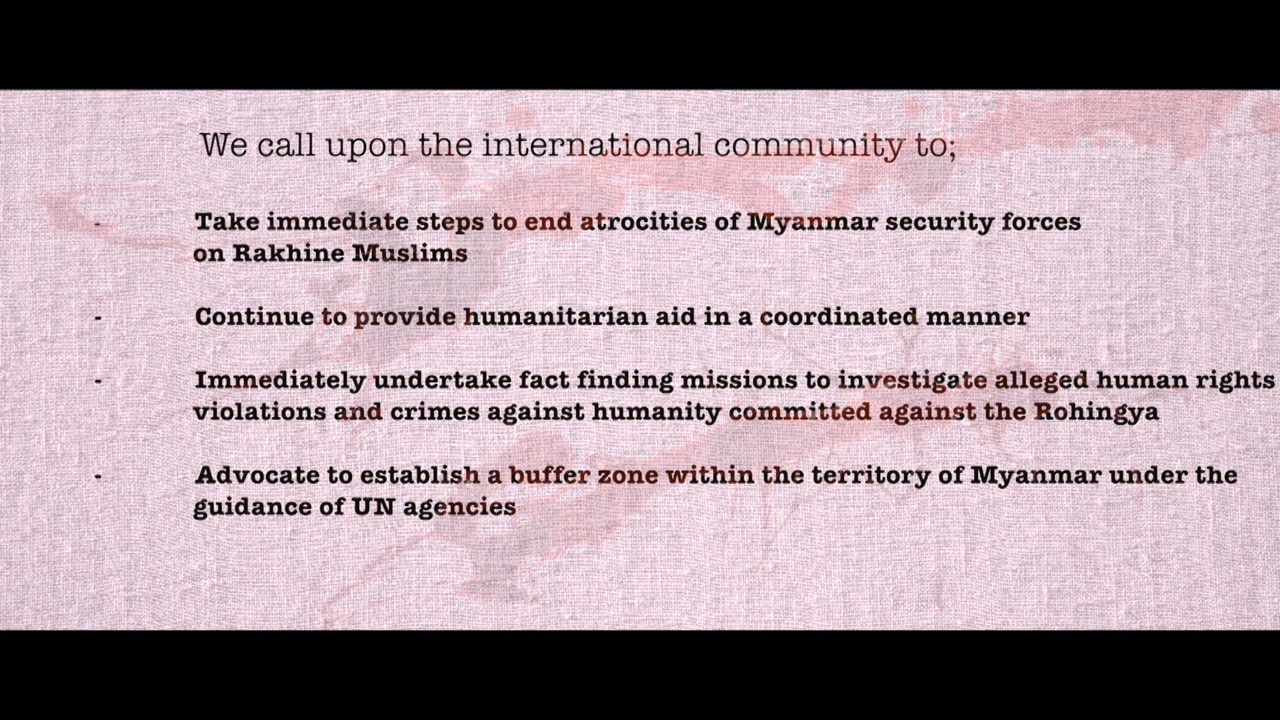 We call upon the international community to;
- Take immediate steps to end atrocities of Myanmar security forces
on Rakhine Muslims
- Continue to provide humanitarian aid in a coordinated manner
- Immediately undertake fact finding missions to investigate alleged human rights
violations and crimes against humanity committed against the Rohingya
- Advocate to establish a buffer zone within the territory of Myanmar under the
guidance of UN agencies